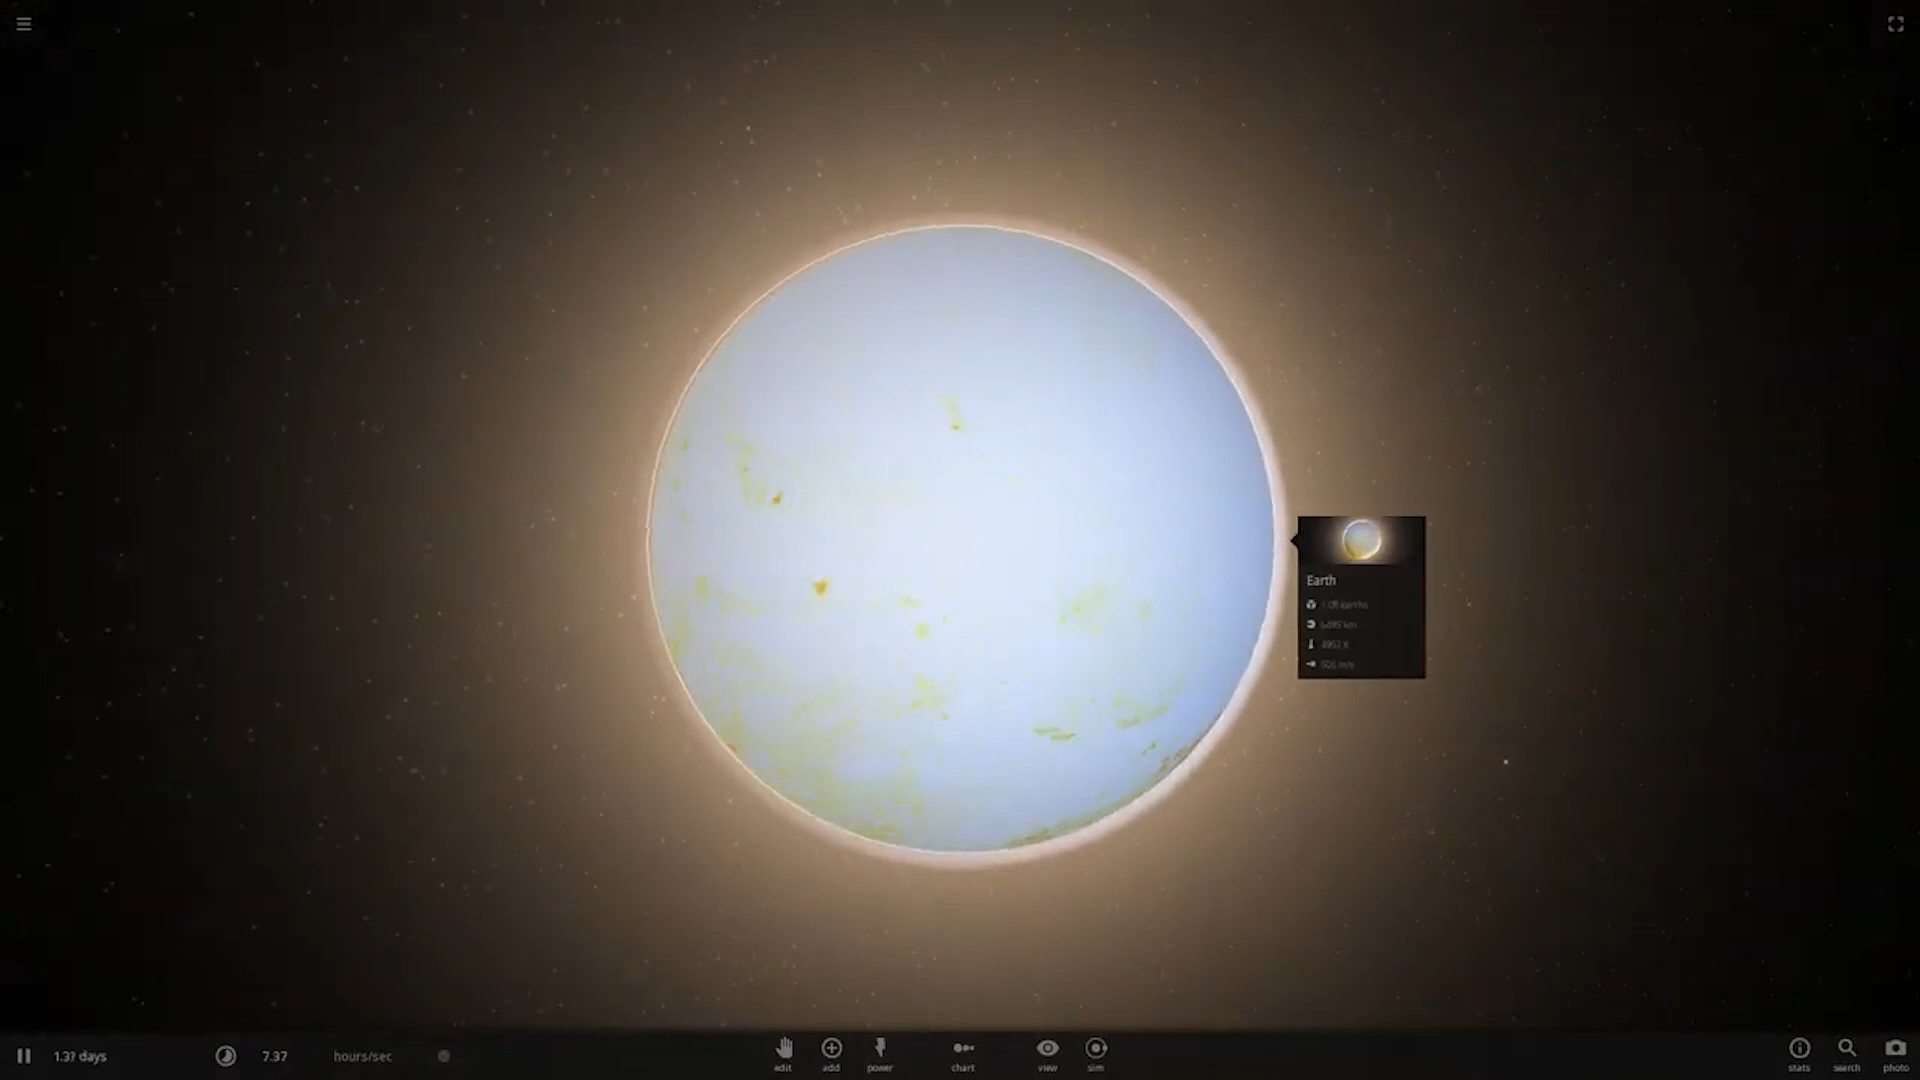 Earth
1.37 days
7.37
hours/sec
edit
add
power
chart
view
sim
stats
search
photo